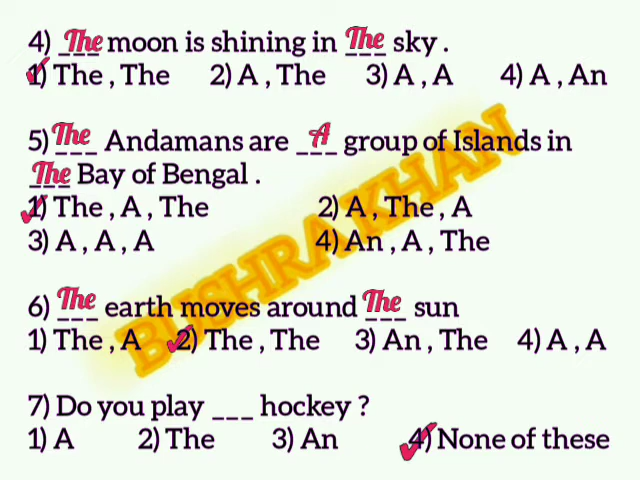 4) The moon is shining in The sky .
1) The , The 2) A , The 3) A , A 4) A , An
5) The Andamans are A group of Islands in
The Bay of Bengal .
1) The , A , The 2) A , The , A
3) A , A , A 4) An , A , The
6) The earth moves around The sun
1) The , A 2) The , The 3) An , The 4) A , A
7) Do you play ___ hockey ?
1) A 2) The 3) An 4) None of these
BUSHRA KHAN